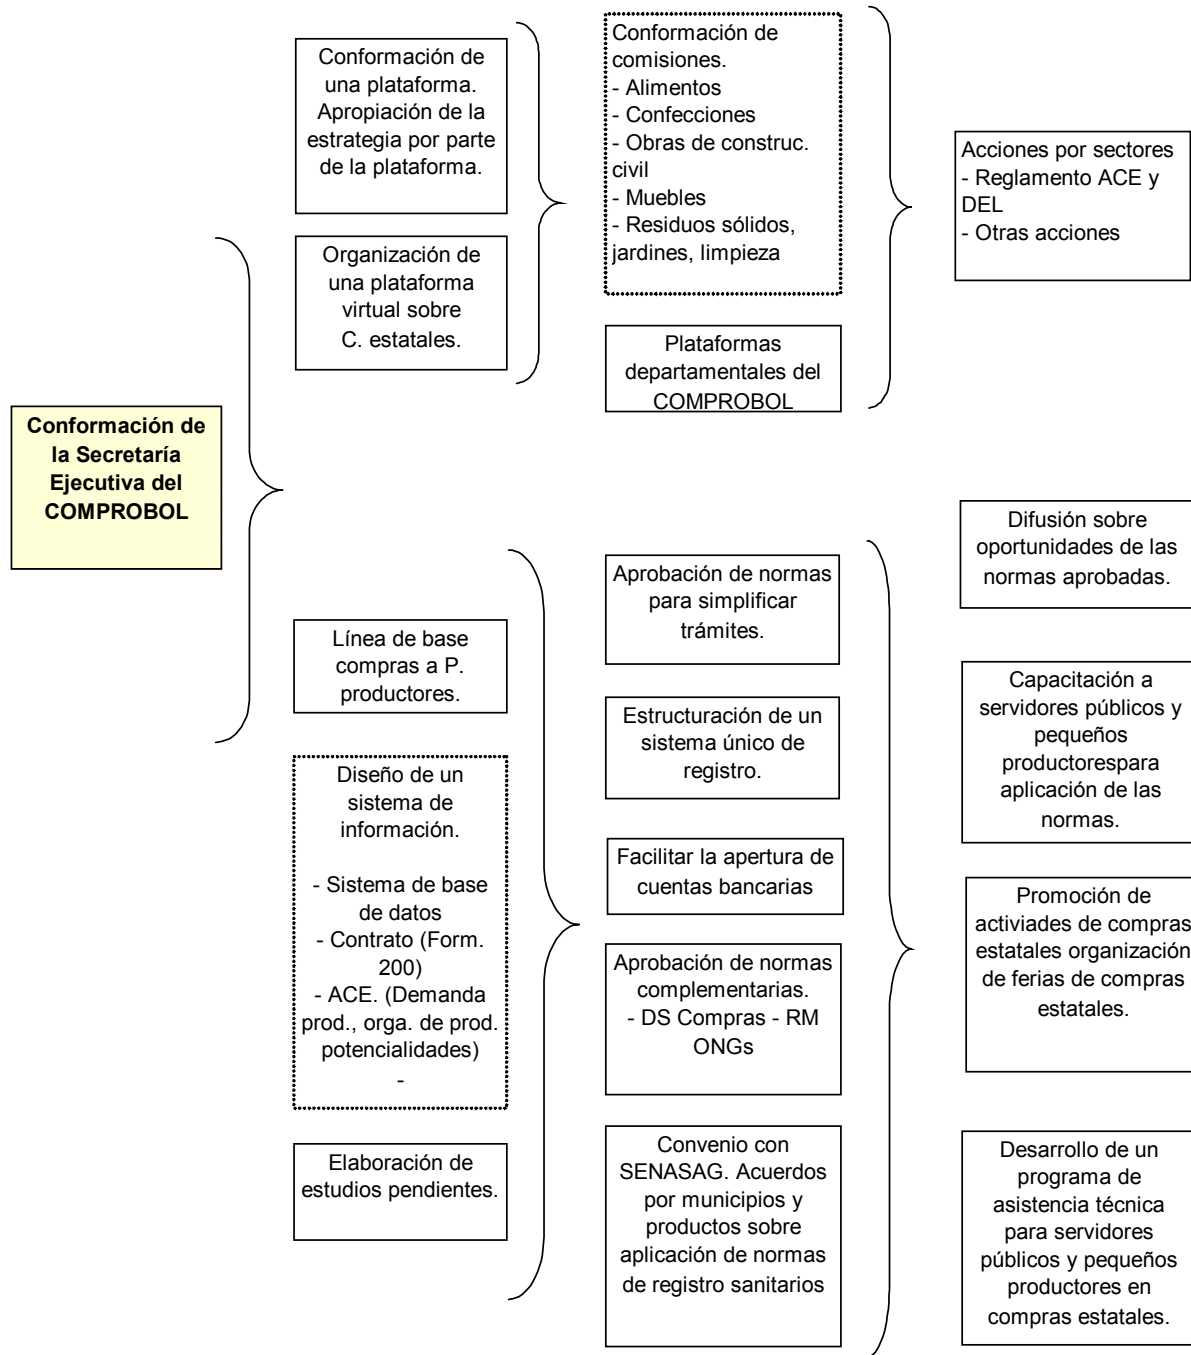 Conformación de
una plataforma.
Apropiación de la
estrategia por parte
de la plataforma.
Organización de
una plataforma
virtual sobre
C. estatales.
Conformación de
comisiones.
- Alimentos
- Confecciones
- Obras de construc.
civil
- Muebles
- Residuos sólidos,
jardines, limpieza
Plataformas
departamentales del
COMPROBOL
Acciones por sectores
- Reglamento ACE y
DEL
- Otras acciones
Conformación de
la Secretaría
Ejecutiva del
COMPROBOL
Línea de base
compras a P.
productores.
Diseño de un
sistema de
información.
- Sistema de base
de datos
- Contrato (Form.
200)
- ACE. (Demanda
prod., orga. de prod.
potencialidades)
-
Elaboración de
estudios pendientes.
Aprobación de normas
para simplificar
trámites.
Estructuración de un
sistema único de
registro.
Facilitar la apertura de
cuentas bancarias
Aprobación de normas
complementarias.
- DS Compras - RM
ONGs
Convenio con
SENASAG. Acuerdos
por municipios y
productos sobre
aplicación de normas
de registro sanitarios
Difusión sobre
oportunidades de las
normas aprobadas.
Capacitación a
servidores públicos y
pequeños
productorespara
aplicación de las
normas.
Promoción de
activiades de compras
estatales organización
de ferias de compras
estatales.
Desarrollo de un
programa de
asistencia técnica
para servidores
públicos y pequeños
productores en
compras estatales.